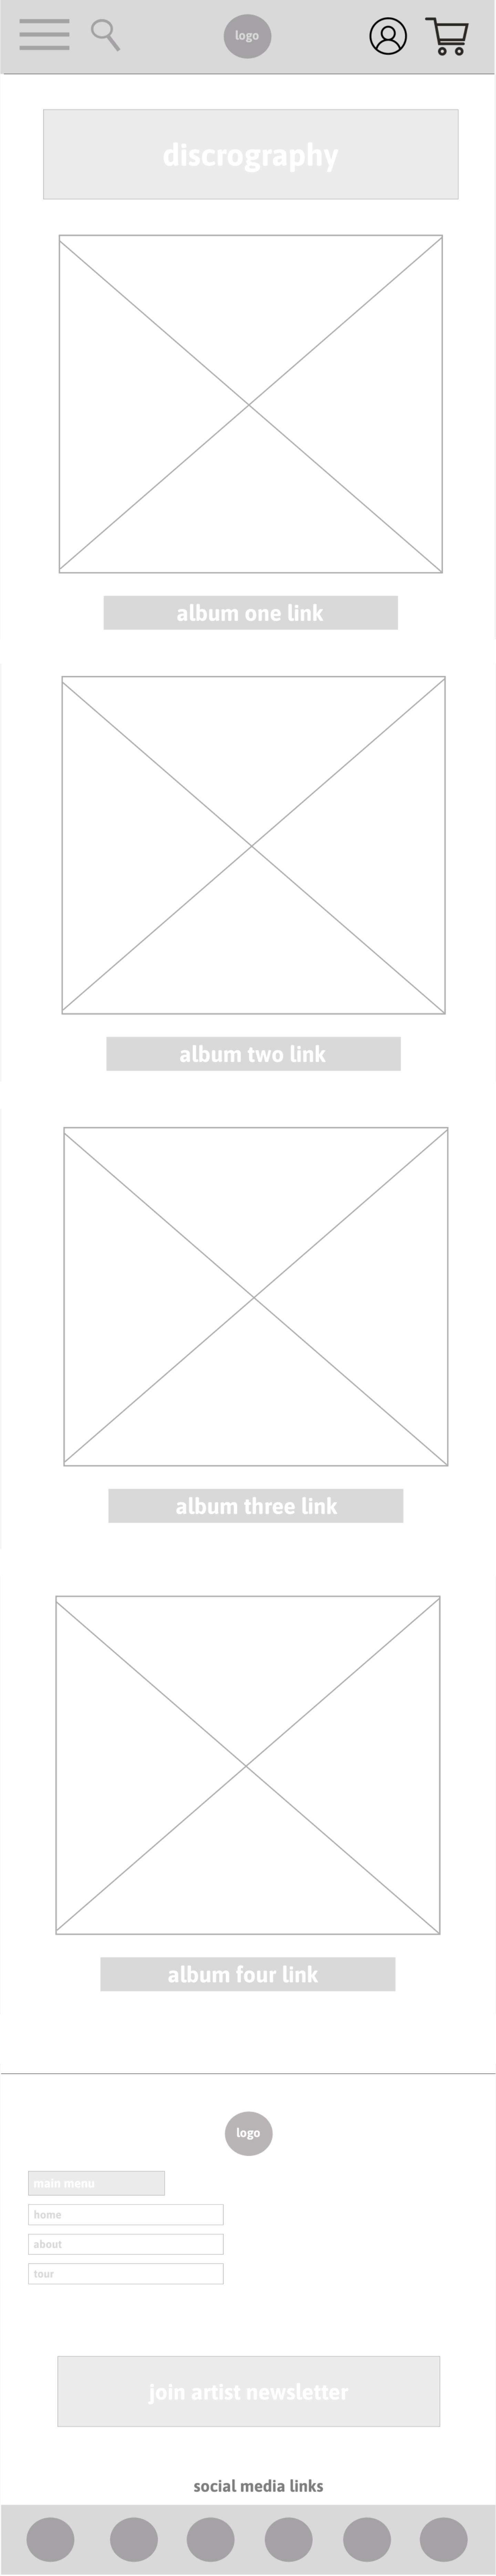 logo
discrography
album one link
album two link
album three link
album four link
logo
main menu
home
about
tour
join artist newsletter
social media links